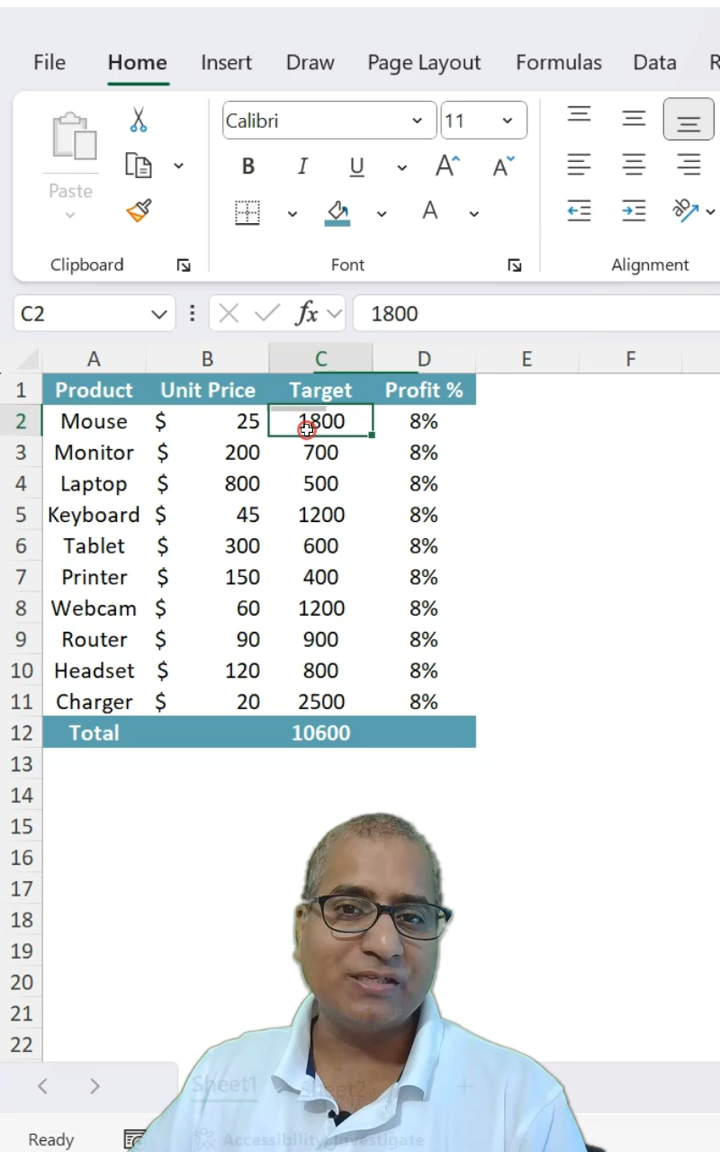 File Home Insert Draw Page Layout Formulas Data R
Paste
Calibri 11
B I U A A
A
Clipboard Font Alignment
C2 fx 1800
A B C D E F
1 Product Unit Price Target Profit %
2 Mouse $ 25 1800 8%
3 Monitor $ 200 700 8%
4 Laptop $ 800 500 8%
5 Keyboard $ 45 1200 8%
6 Tablet $ 300 600 8%
7 Printer $ 150 400 8%
8 Webcam $ 60 1200 8%
9 Router $ 90 900 8%
10 Headset $ 120 800 8%
11 Charger $ 20 2500 8%
12 Total 10600
13
14
15
16
17
18
19
20
21
22
Sheet1 Sheet2
Ready Accessibility: Investigate